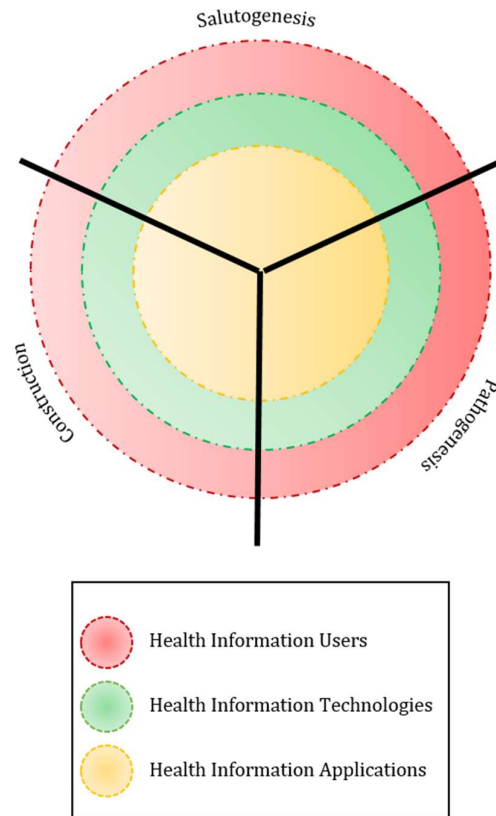 Salutogenesis
Construction
Pathogenesis
Health Information Users
Health Information Technologies
Health Information Applications